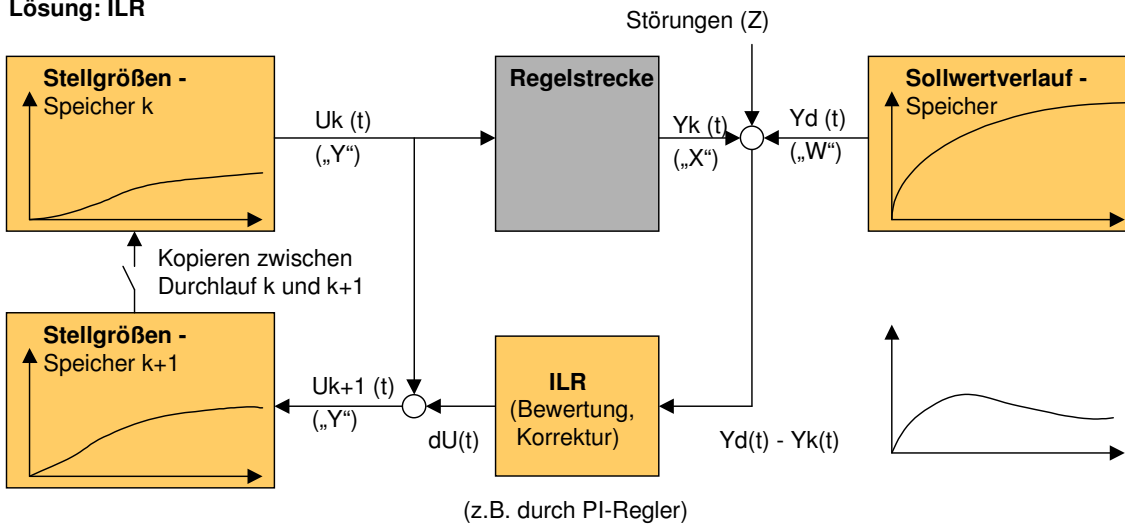 Lösung: ILR
Störungen (Z)
Stellgrößen -
Speicher k
Uk (t)
(„Y“)
Regelstrecke
Yk (t)
(„X“)
Yd (t)
(„W“)
Sollwertverlauf -
Speicher
Kopieren zwischen
Durchlauf k und k+1
Stellgrößen -
Speicher k+1
Uk+1 (t)
(„Y“)
dU(t)
ILR
(Bewertung,
Korrektur)
Yd(t) - Yk(t)
(z.B. durch PI-Regler)